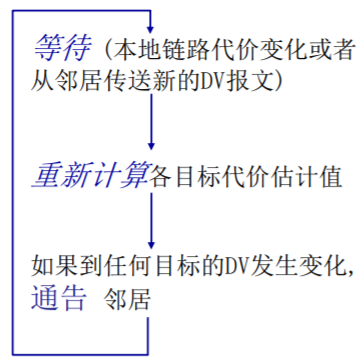 等待 (本地链路代价变化或者
从邻居传送新的DV报文)
重新计算各目标代价估计值
如果到任何目标的DV发生变化,
通告 邻居